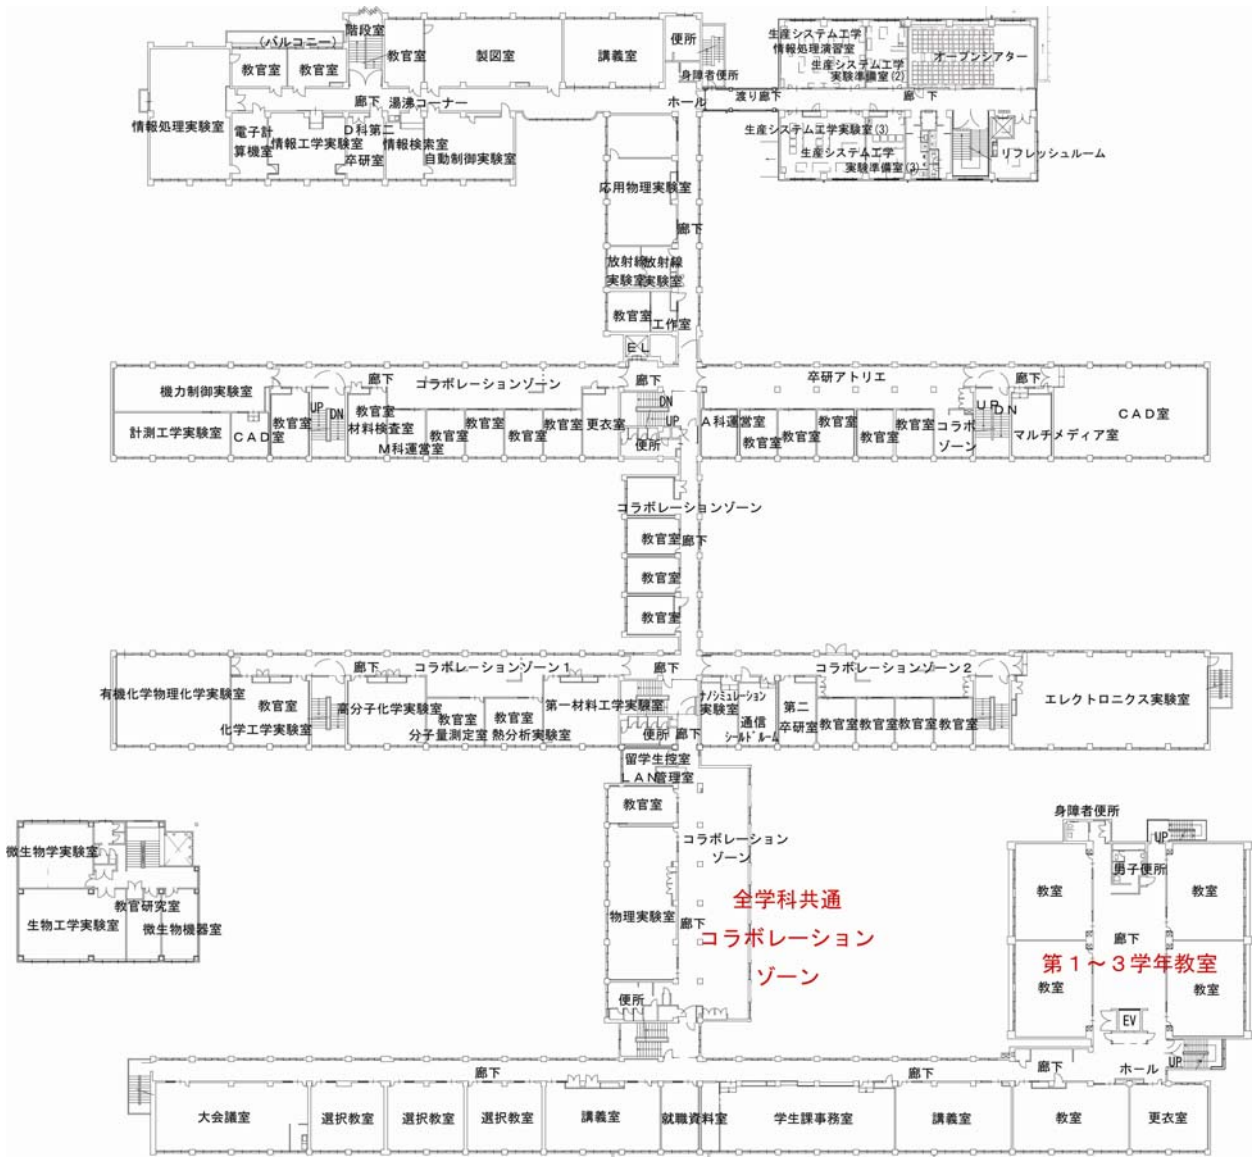 階段室
(バルコニー)
教官室
教官室
教官室
製図室
講義室
便所
身障者便所
生産システム工学
情報処理演習室
生産システム工学
実験準備室(2)
オープンシアター
廊下
湯沸コーナー
ホール
渡り廊下
廊 下
情報処理実験室
電子計
算機室
情報工学実験室
D科第二
卒研室
情報検索室
自動制御実験室
生産システム工学実験室(3)
生産システム工学
実験準備室(3)
リフレッシュルーム
応用物理実験室
廊下
放射線
実験室
放射線
実験室
教官室
工作室
EL
機力制御実験室
廊下
コラボレーションゾーン
廊下
卒研アトリエ
廊下
計測工学実験室
CAD室
教官室
UP
DN
教官室
材料検査室
M科運営室
教官室
教官室
教官室
教官室
更衣室
DN
UP
便所
A科運営室
教官室
教官室
教官室
教官室
教官室
コラボ
ゾーン
UP
DN
マルチメディア室
CAD室
コラボレーションゾーン
教官室
廊下
教官室
教官室
廊下
コラボレーションゾーン1
廊下
コラボレーションゾーン2
有機化学物理化学実験室
教官室
化学工学実験室
高分子化学実験室
教官室
分子量測定室
教官室
熱分析実験室
第一材料工学実験室
便所
廊下
ナノシミュレーション
実験室
通信
シールドルーム
第二
卒研室
教官室
教官室
教官室
教官室
エレクトロニクス実験室
留学生控室
LAN管理室
教官室
コラボレーション
ゾーン
物理実験室
廊下
全学科共通
コラボレーション
ゾーン
便所
微生物学実験室
教官研究室
生物工学実験室
微生物機器室
身障者便所
UP
男子便所
教室
教室
廊下
第1～3学年教室
教室
教室
EV
廊下
ホール
UP
廊下
廊下
大会議室
選択教室
選択教室
選択教室
講義室
就職資料室
学生課事務室
講義室
教室
更衣室